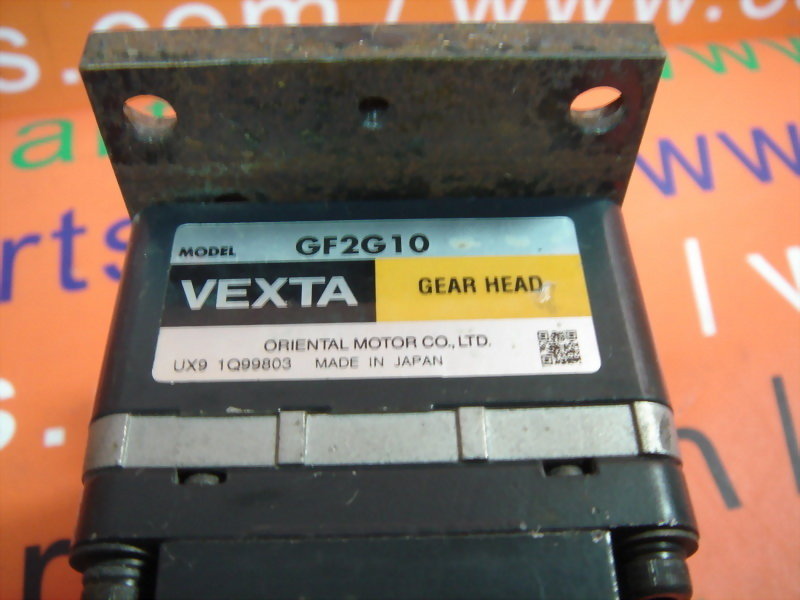 MODEL GF2G10
VEXTA GEAR HEAD
ORIENTAL MOTOR CO., LTD.
UX9 1Q99803 MADE IN JAPAN